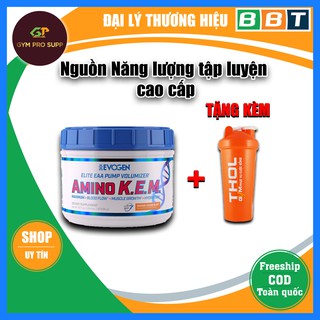 GP
GYM PRO SUPP
ĐẠI LÝ THƯƠNG HIỆU BBT
Nguồn Năng lượng tập luyện
cao cấp
TẶNG KÈM
EVOGEN
ELITE EAA PUMP VOLUMIZER
AMINO K.E.M.
+
THOL
SHOP
UY TÍN
Freeship
COD
Toàn quốc